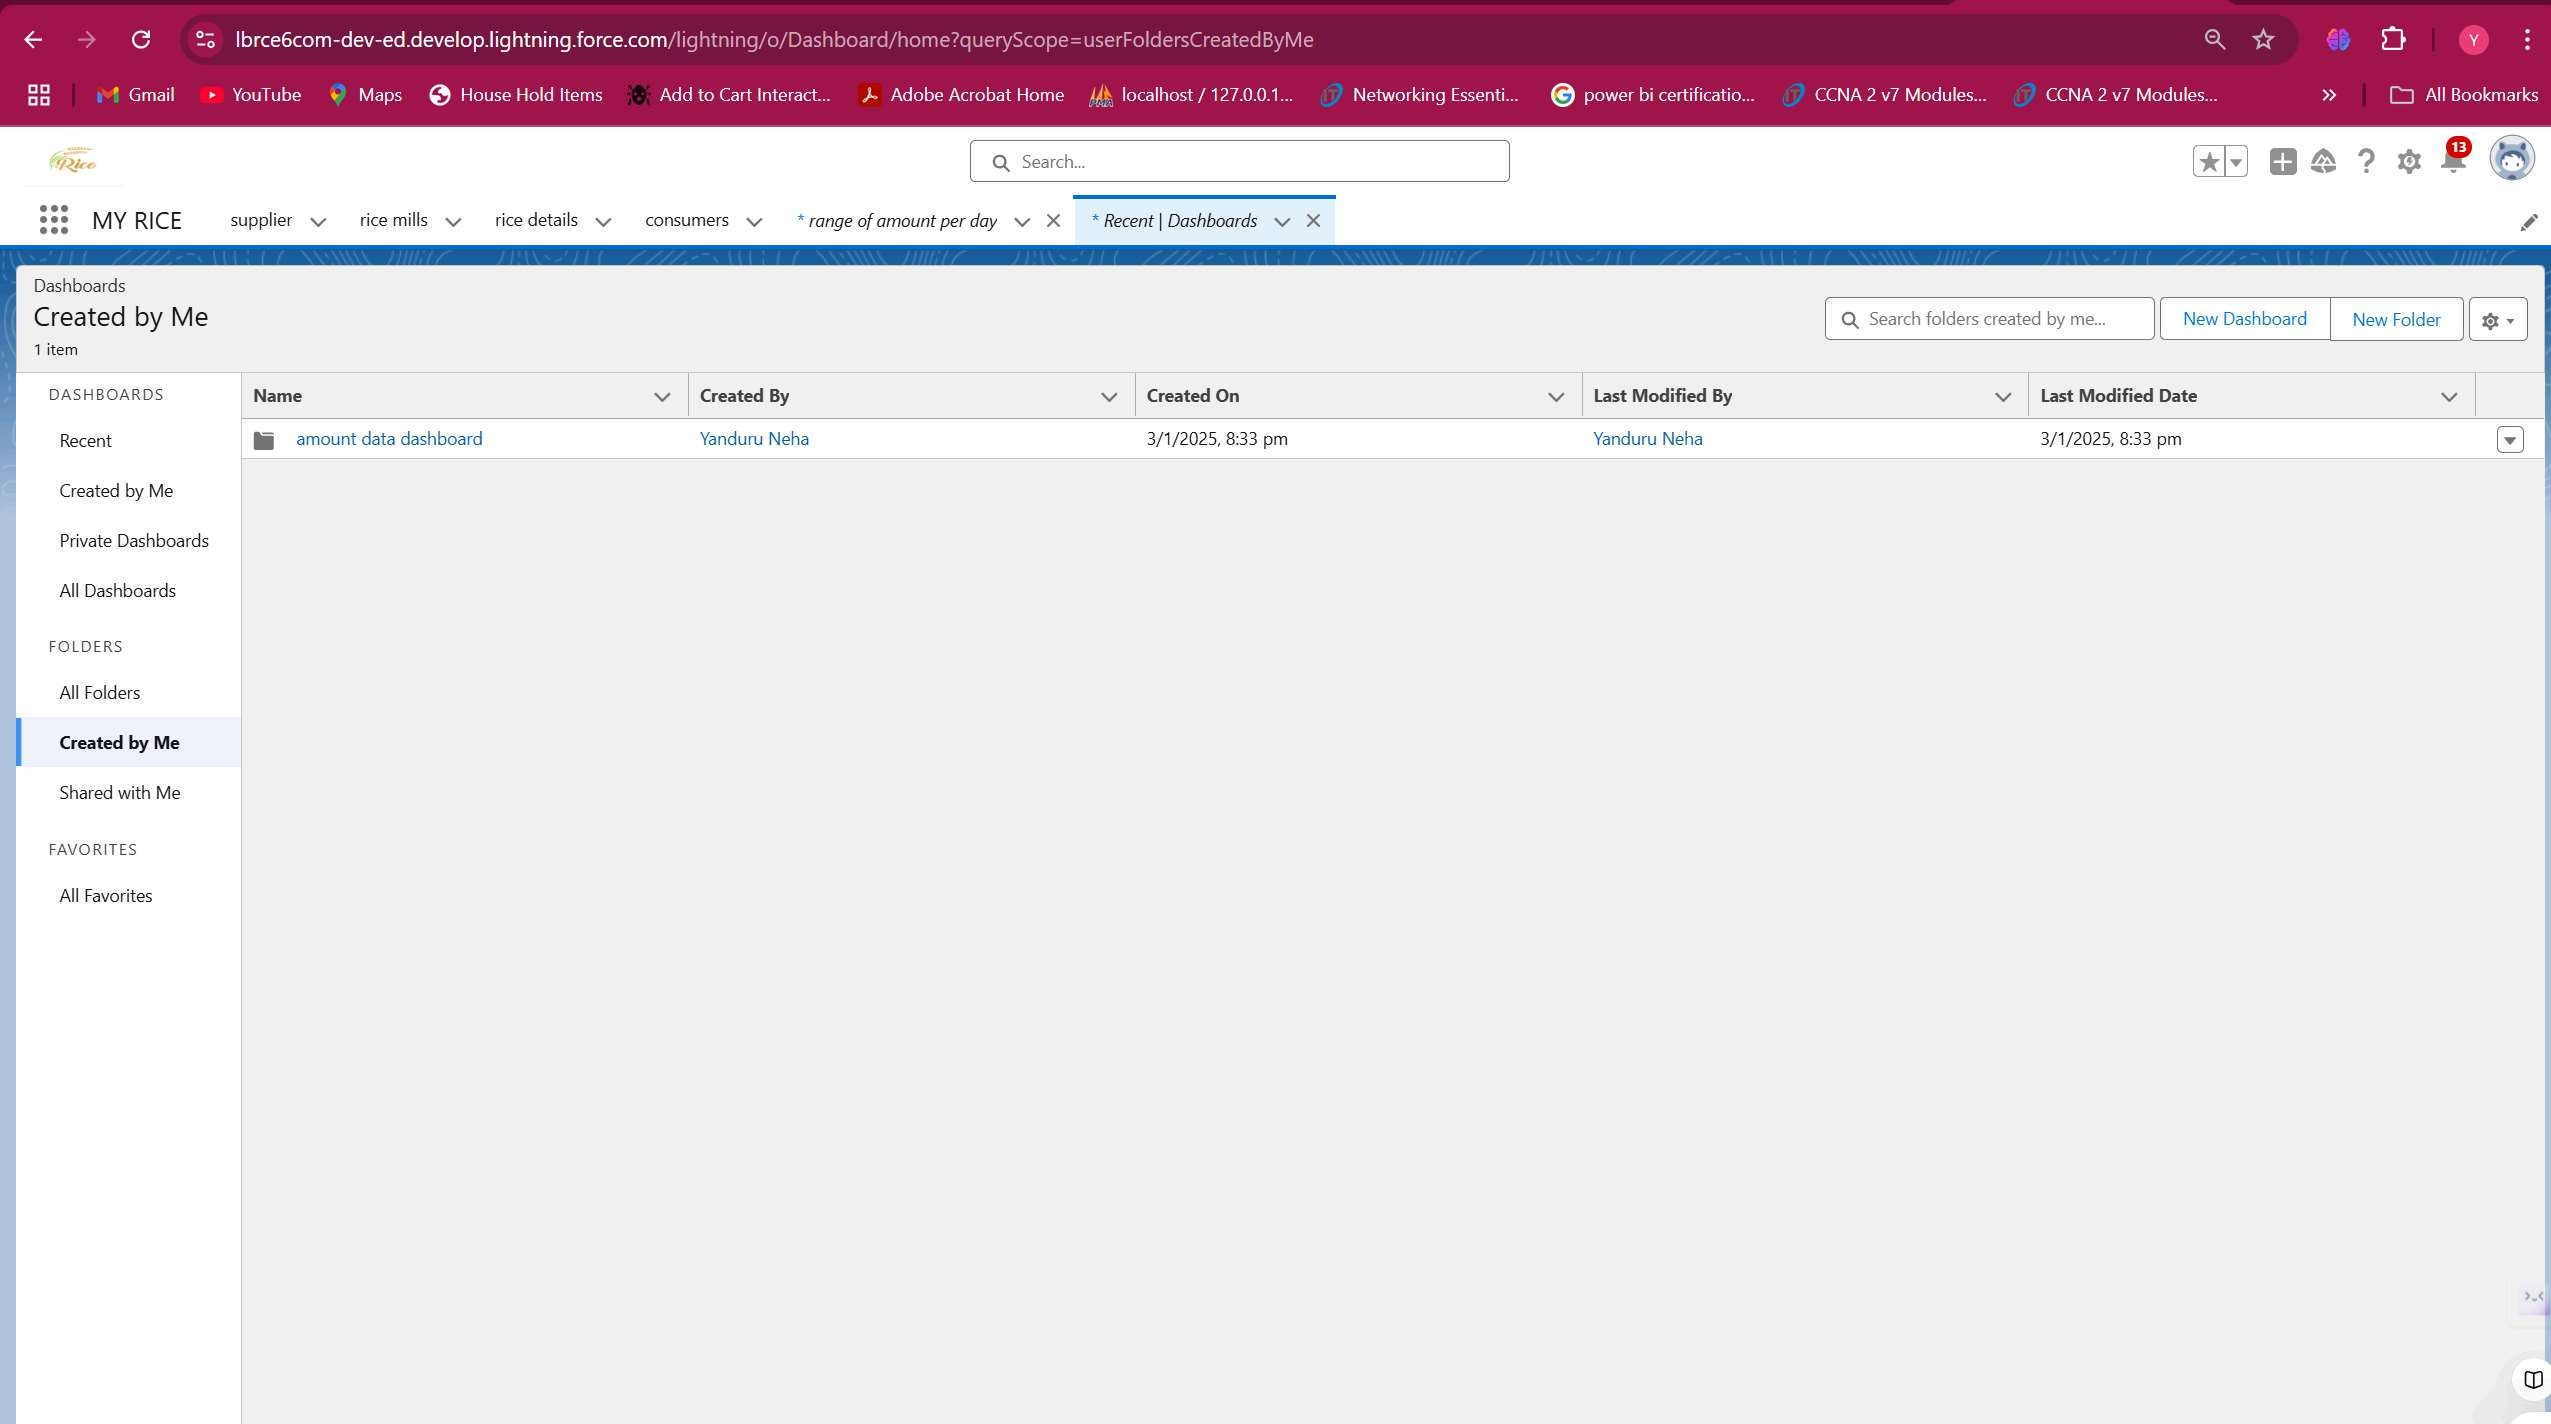 lbrce6com-dev-ed.develop.lightning.force.com/lightning/o/Dashboard/home?queryScope=userFoldersCreatedByMe
Y
Gmail YouTube Maps House Hold Items Add to Cart Interact... Adobe Acrobat Home localhost / 127.0.0.1... Networking Essenti... power bi certificatio... CCNA 2 v7 Modules... CCNA 2 v7 Modules... » All Bookmarks
Rice
Search...
13
MY RICE supplier rice mills rice details consumers * range of amount per day * Recent | Dashboards
Dashboards
Created by Me
1 item
Search folders created by me... New Dashboard New Folder
DASHBOARDS
Recent
Created by Me
Private Dashboards
All Dashboards
FOLDERS
All Folders
Created by Me
Shared with Me
FAVORITES
All Favorites
Name Created By Created On Last Modified By Last Modified Date
amount data dashboard Yanduru Neha 3/1/2025, 8:33 pm Yanduru Neha 3/1/2025, 8:33 pm